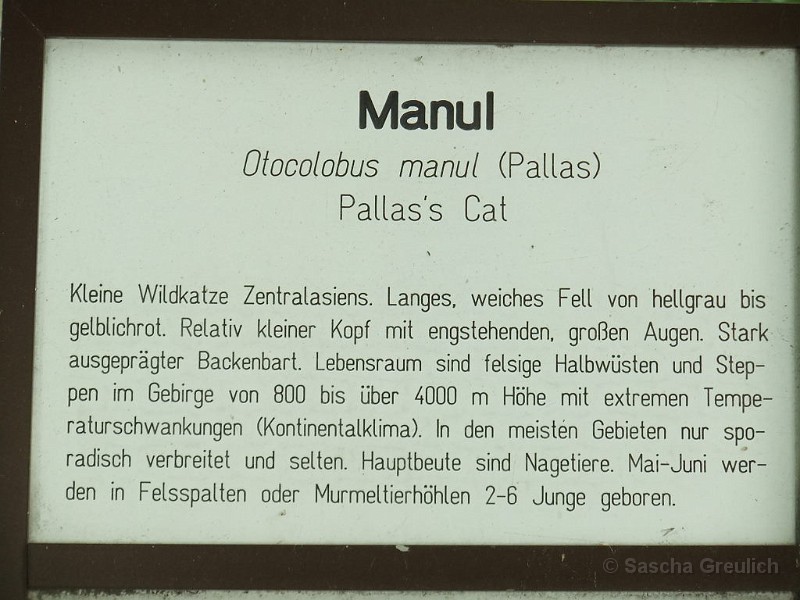 Manul
Otocolobus manul (Pallas)
Pallas's Cat
Kleine Wildkatze Zentralasiens. Langes, weiches Fell von hellgrau bis
gelblichrot. Relativ kleiner Kopf mit engstehenden, großen Augen. Stark
ausgeprägter Backenbart. Lebensraum sind felsige Halbwüsten und Step-
pen im Gebirge von 800 bis über 4000 m Höhe mit extremen Tempe-
raturschwankungen (Kontinentalklima). In den meisten Gebieten nur spo-
radisch verbreitet und selten. Hauptbeute sind Nagetiere. Mai-Juni wer-
den in Felsspalten oder Murmeltierhöhlen 2-6 Junge geboren.
© Sascha Greulich